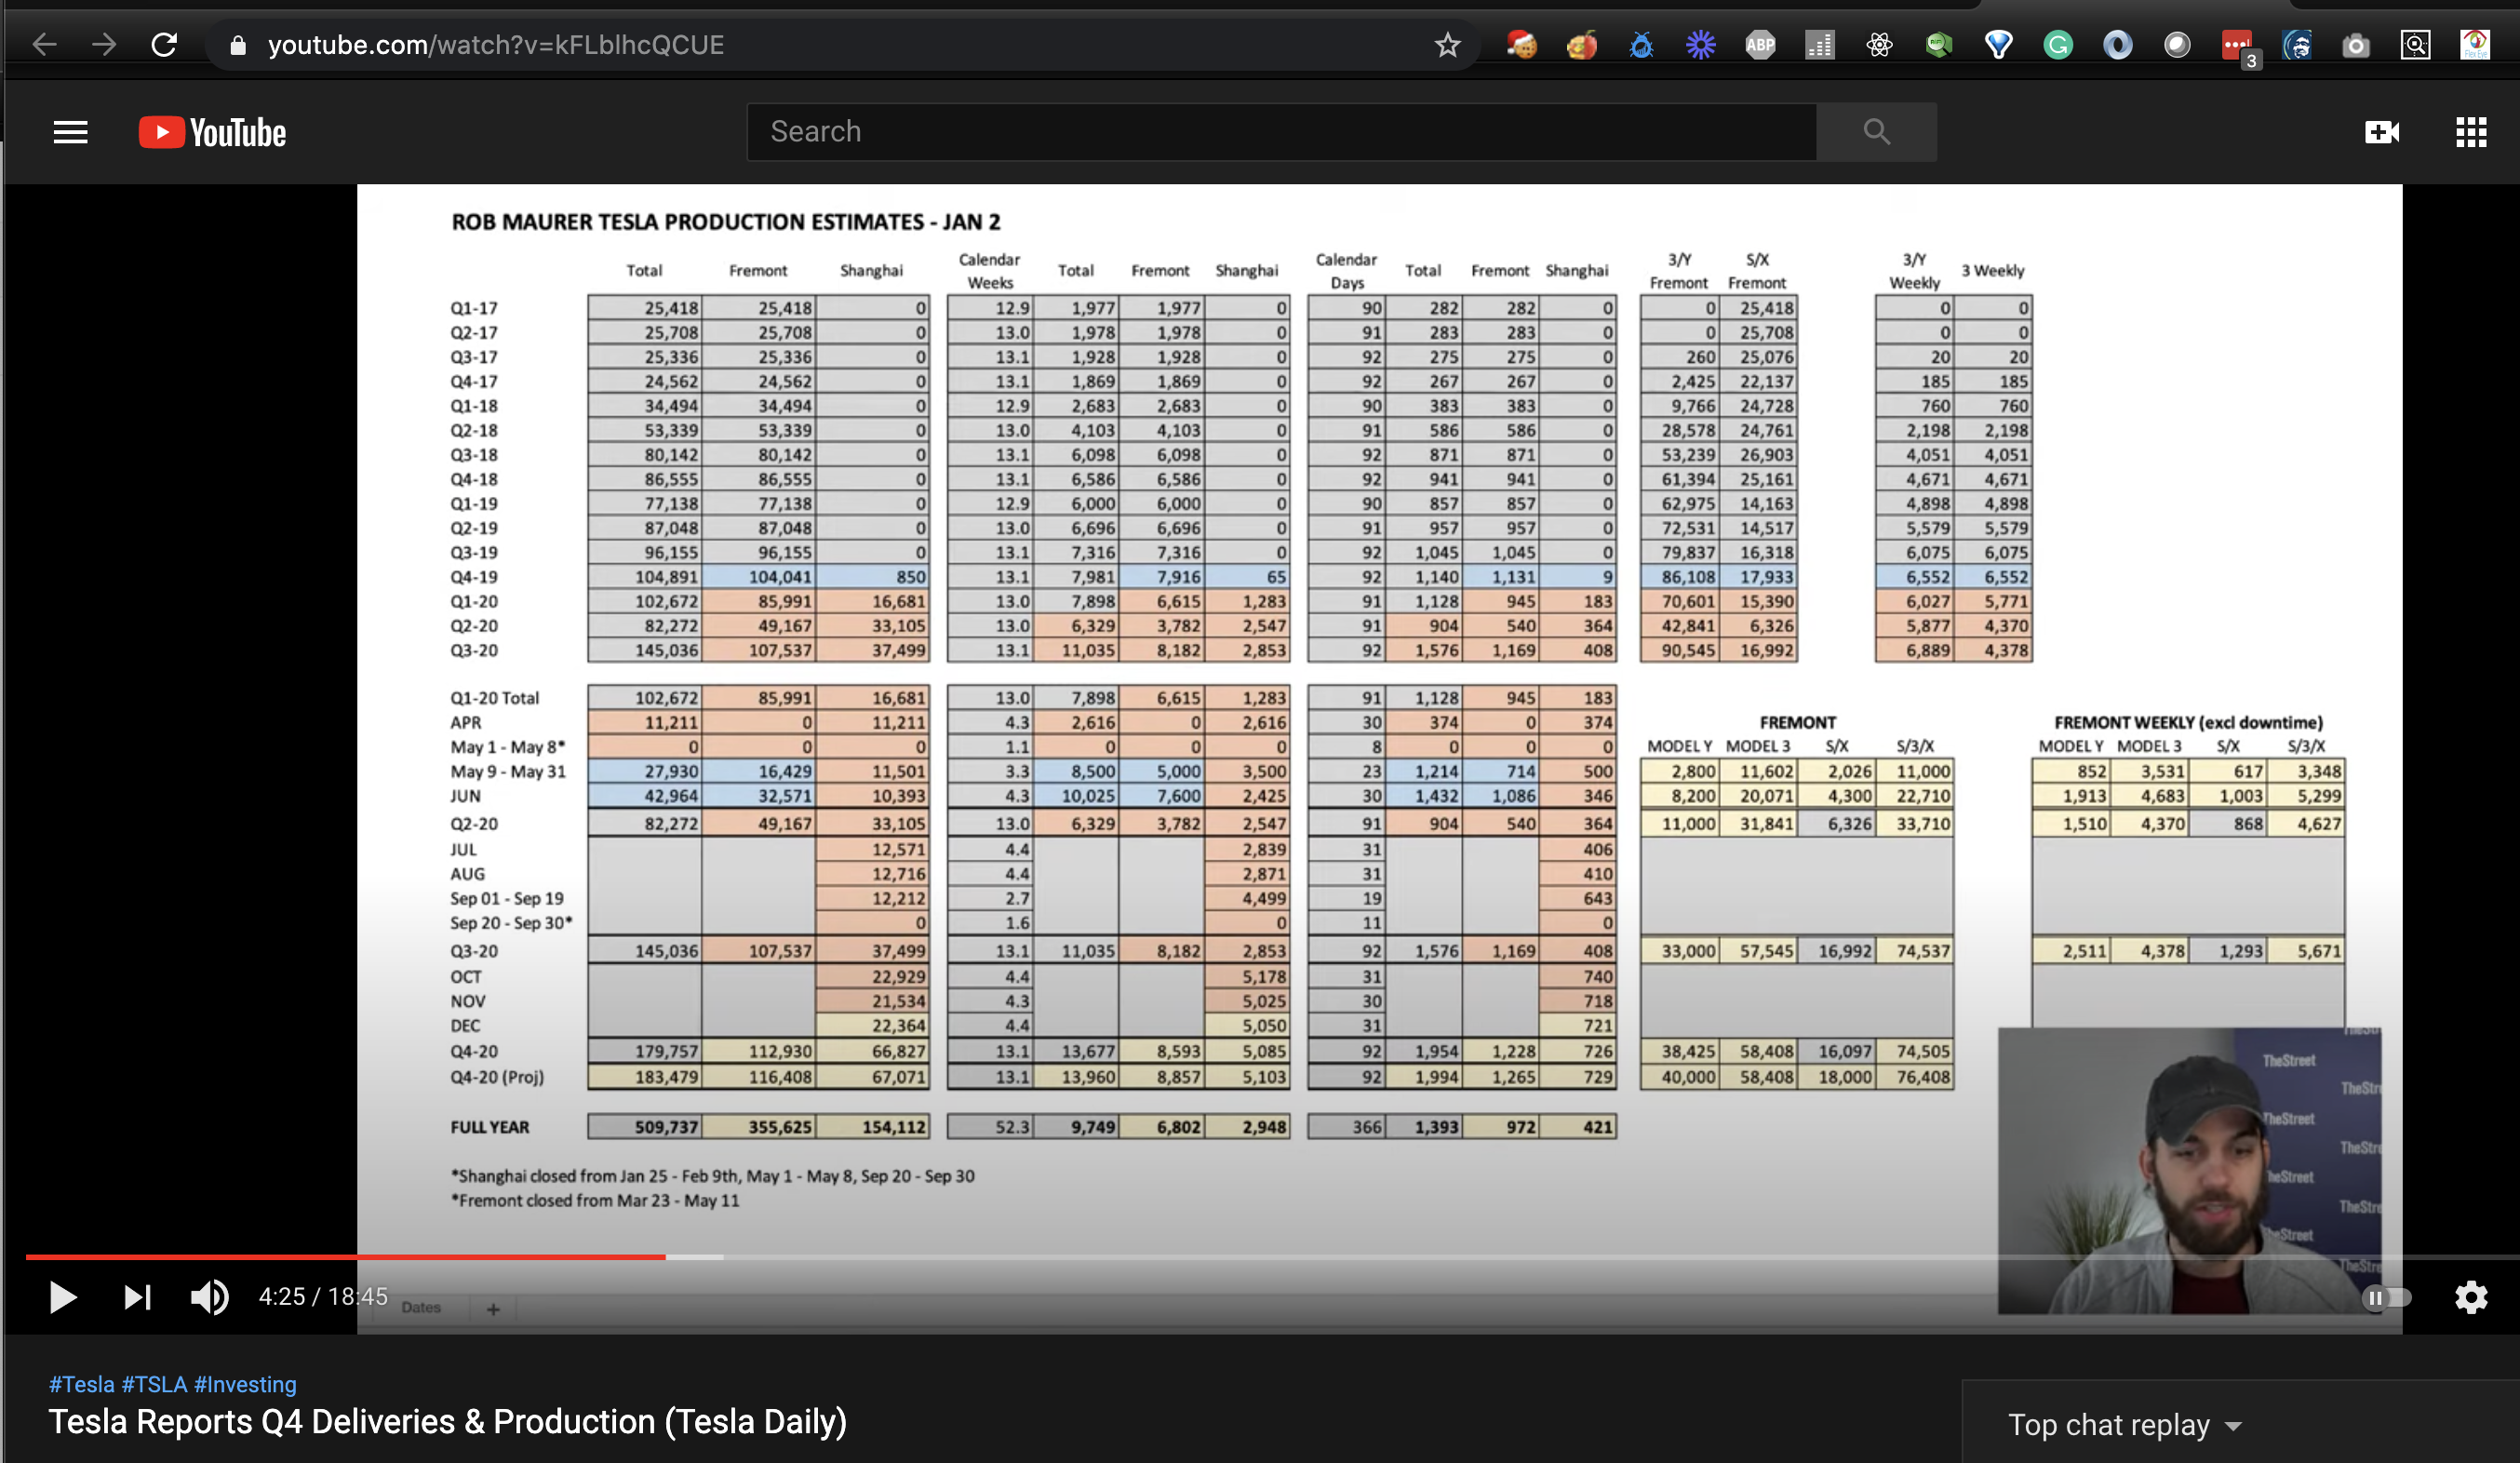 youtube.com/watch?v=kFLblhcQCUE
ABP
3
YouTube
Search
ROB MAURER TESLA PRODUCTION ESTIMATES - JAN 2
Total Fremont Shanghai Calendar Weeks Total Fremont Shanghai Calendar Days Total Fremont Shanghai 3/Y Fremont S/X Fremont 3/Y Weekly 3 Weekly
Q1-17 25,418 25,418 0 12.9 1,977 1,977 0 90 282 282 0 0 25,418 0 0
Q2-17 25,708 25,708 0 13.0 1,978 1,978 0 91 283 283 0 0 25,708 0 0
Q3-17 25,336 25,336 0 13.1 1,928 1,928 0 92 275 275 0 260 25,076 20 20
Q4-17 24,562 24,562 0 13.1 1,869 1,869 0 92 267 267 0 2,425 22,137 185 185
Q1-18 34,494 34,494 0 12.9 2,683 2,683 0 90 383 383 0 9,766 24,728 760 760
Q2-18 53,339 53,339 0 13.0 4,103 4,103 0 91 586 586 0 28,578 24,761 2,198 2,198
Q3-18 80,142 80,142 0 13.1 6,098 6,098 0 92 871 871 0 53,239 26,903 4,051 4,051
Q4-18 86,555 86,555 0 13.1 6,586 6,586 0 92 941 941 0 61,394 25,161 4,671 4,671
Q1-19 77,138 77,138 0 12.9 6,000 6,000 0 90 857 857 0 62,975 14,163 4,898 4,898
Q2-19 87,048 87,048 0 13.0 6,696 6,696 0 91 957 957 0 72,531 14,517 5,579 5,579
Q3-19 96,155 96,155 0 13.1 7,316 7,316 0 92 1,045 1,045 0 79,837 16,318 6,075 6,075
Q4-19 104,891 104,041 850 13.1 7,981 7,916 65 92 1,140 1,131 9 86,108 17,933 6,552 6,552
Q1-20 102,672 85,991 16,681 13.0 7,898 6,615 1,283 91 1,128 945 183 70,601 15,390 6,027 5,771
Q2-20 82,272 49,167 33,105 13.0 6,329 3,782 2,547 91 904 540 364 42,841 6,326 5,877 4,370
Q3-20 145,036 107,537 37,499 13.1 11,035 8,182 2,853 92 1,576 1,169 408 90,545 16,992 6,889 4,378
Q1-20 Total 102,672 85,991 16,681 13.0 7,898 6,615 1,283 91 1,128 945 183
APR 11,211 0 11,211 4.3 2,616 0 2,616 30 374 0 374 FREMONT FREMONT WEEKLY (excl downtime)
May 1 - May 8* 0 0 0 1.1 0 0 0 8 0 0 0 MODEL Y MODEL 3 S/X S/3/X MODEL Y MODEL 3 S/X S/3/X
May 9 - May 31 27,930 16,429 11,501 3.3 8,500 5,000 3,500 23 1,214 714 500 2,800 11,602 2,026 11,000 852 3,531 617 3,348
JUN 42,964 32,571 10,393 4.3 10,025 7,600 2,425 30 1,432 1,086 346 8,200 20,071 4,300 22,710 1,913 4,683 1,003 5,299
Q2-20 82,272 49,167 33,105 13.0 6,329 3,782 2,547 91 904 540 364 11,000 31,841 6,326 33,710 1,510 4,370 868 4,627
JUL 12,571 4.4 2,839 31 406
AUG 12,716 4.4 2,871 31 410
Sep 01 - Sep 19 12,212 2.7 4,499 19 643
Sep 20 - Sep 30* 0 1.6 0 11 0
Q3-20 145,036 107,537 37,499 13.1 11,035 8,182 2,853 92 1,576 1,169 408 33,000 57,545 16,992 74,537 2,511 4,378 1,293 5,671
OCT 22,929 4.4 5,178 31 740
NOV 21,534 4.3 5,025 30 718
DEC 22,364 4.4 5,050 31 721
Q4-20 179,757 112,930 66,827 13.1 13,677 8,593 5,085 92 1,954 1,228 726 38,425 58,408 16,097 74,505
Q4-20 (Proj) 183,479 116,408 67,071 13.1 13,960 8,857 5,103 92 1,994 1,265 729 40,000 58,408 18,000 76,408
FULL YEAR 509,737 355,625 154,112 52.3 9,749 6,802 2,948 366 1,393 972 421
*Shanghai closed from Jan 25 - Feb 9th, May 1 - May 8, Sep 20 - Sep 30
*Fremont closed from Mar 23 - May 11
TheStreet
4:25 / 18:45
Dates +
#Tesla #TSLA #Investing
Tesla Reports Q4 Deliveries & Production (Tesla Daily)
Top chat replay